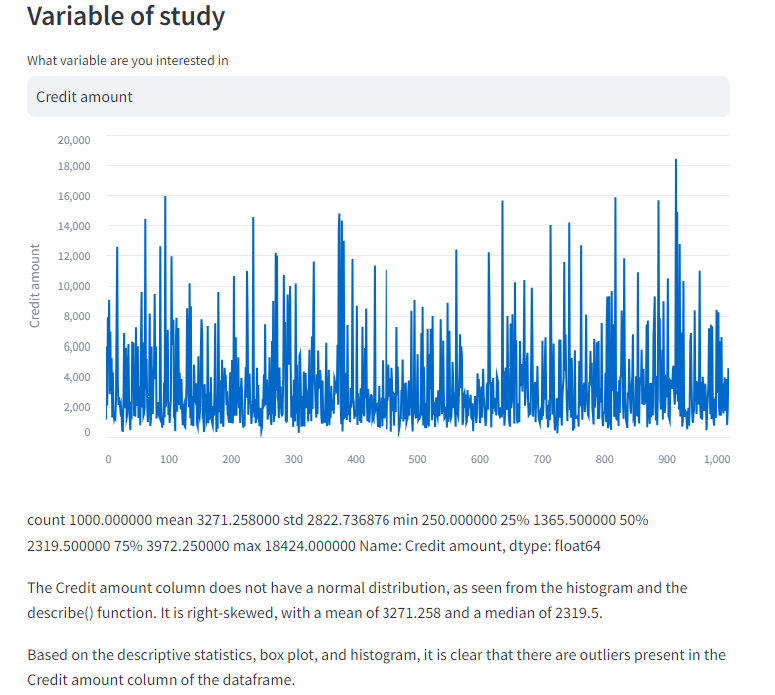 Variable of study
What variable are you interested in
Credit amount
20,000
18,000
16,000
14,000
12,000
10,000
8,000
6,000
4,000
2,000
0
Credit amount
0 100 200 300 400 500 600 700 800 900 1,000
count 1000.000000 mean 3271.258000 std 2822.736876 min 250.000000 25% 1365.500000 50%
2319.500000 75% 3972.250000 max 18424.000000 Name: Credit amount, dtype: float64
The Credit amount column does not have a normal distribution, as seen from the histogram and the
describe() function. It is right-skewed, with a mean of 3271.258 and a median of 2319.5.
Based on the descriptive statistics, box plot, and histogram, it is clear that there are outliers present in the
Credit amount column of the dataframe.